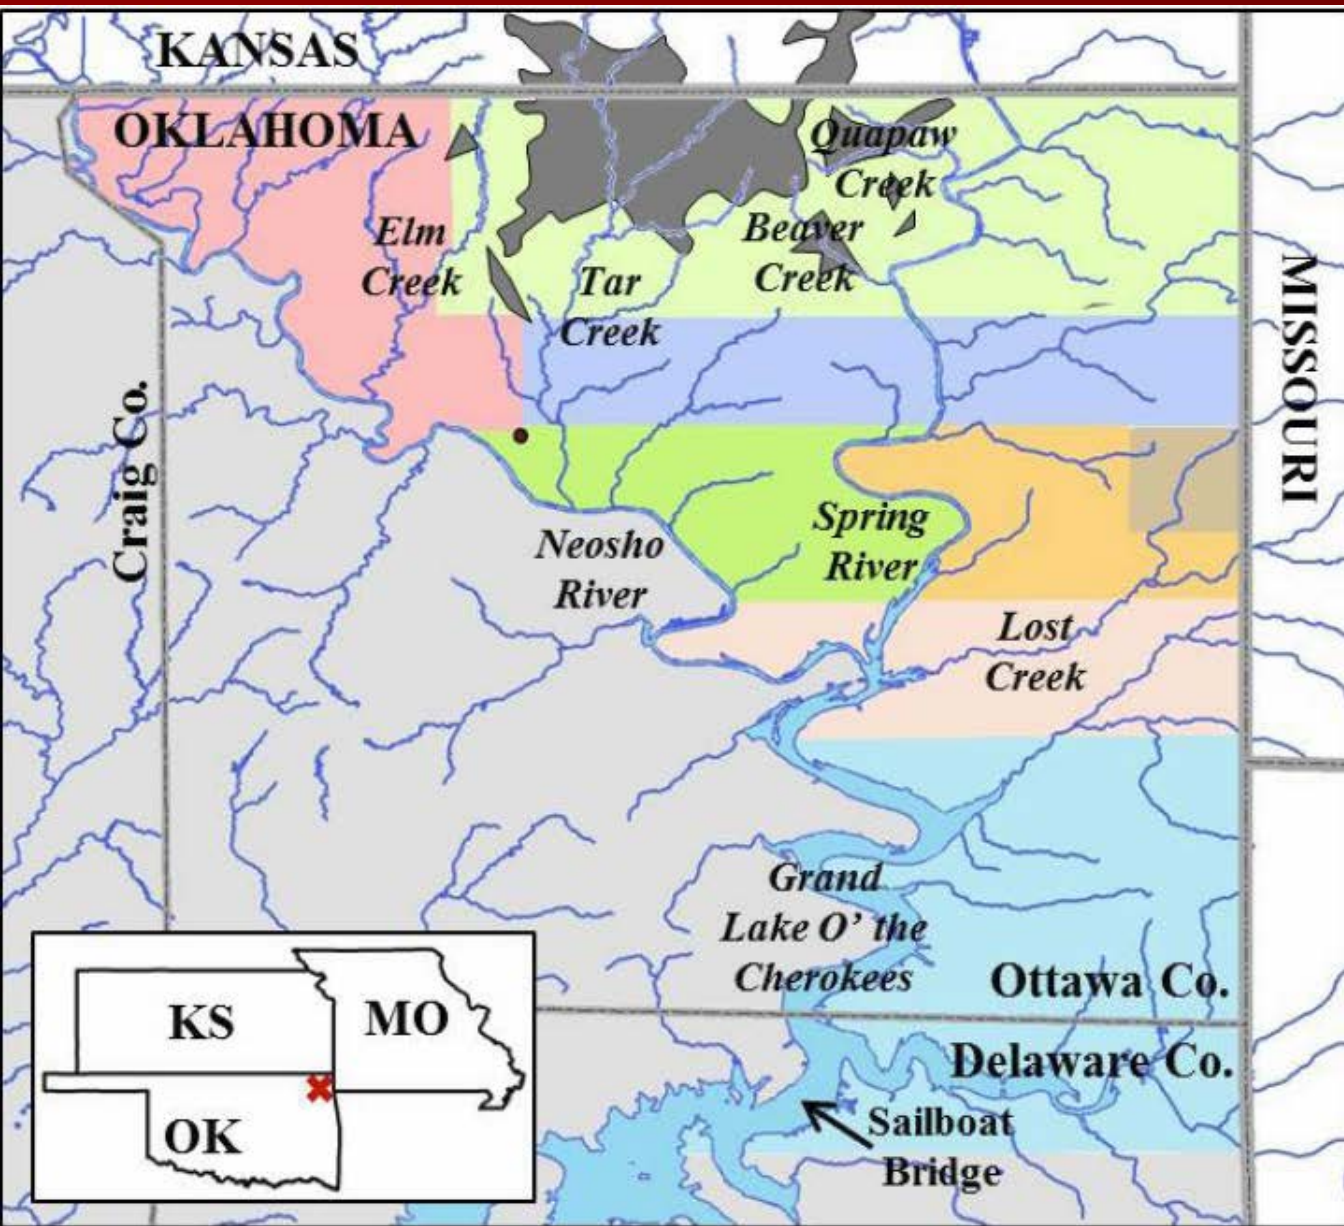 KANSAS
OKLAHOMA
Quapaw
Creek
Elm
Creek
Beaver
Creek
Tar
Creek
MISSOURI
Craig Co.
Neosho
River
Spring
River
Lost
Creek
Grand
Lake O’ the
Cherokees
Ottawa Co.
Delaware Co.
Sailboat
Bridge
KS
MO
OK